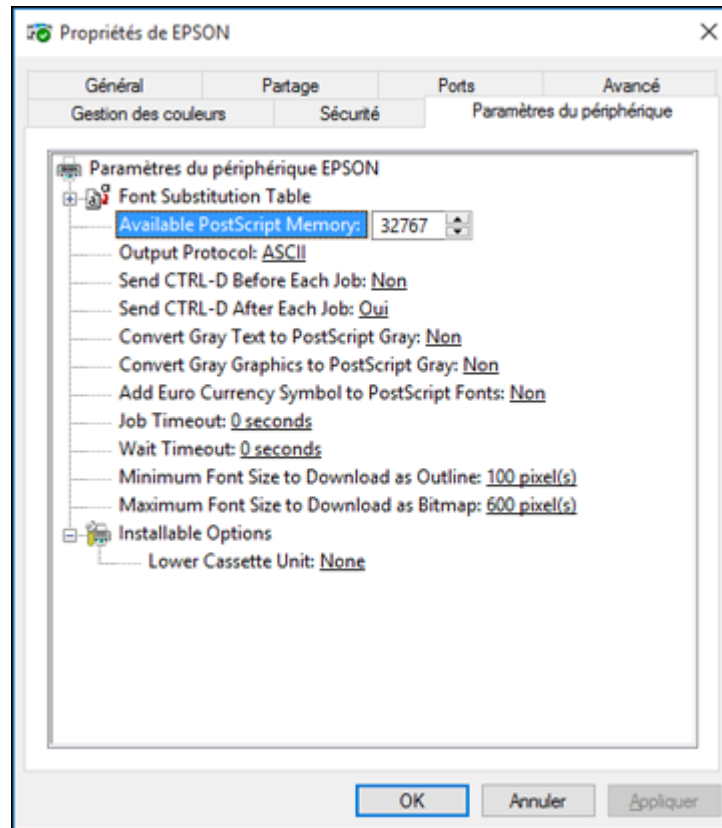 Propriétés de EPSON
Général Partage Ports Avancé
Gestion des couleurs Sécurité Paramètres du périphérique
Paramètres du périphérique EPSON
Font Substitution Table
Available PostScript Memory: 32767
Output Protocol: ASCII
Send CTRL-D Before Each Job: Non
Send CTRL-D After Each Job: Oui
Convert Gray Text to PostScript Gray: Non
Convert Gray Graphics to PostScript Gray: Non
Add Euro Currency Symbol to PostScript Fonts: Non
Job Timeout: 0 seconds
Wait Timeout: 0 seconds
Minimum Font Size to Download as Outline: 100 pixel(s)
Maximum Font Size to Download as Bitmap: 600 pixel(s)
Installable Options
Lower Cassette Unit: None
OK Annuler Appliquer